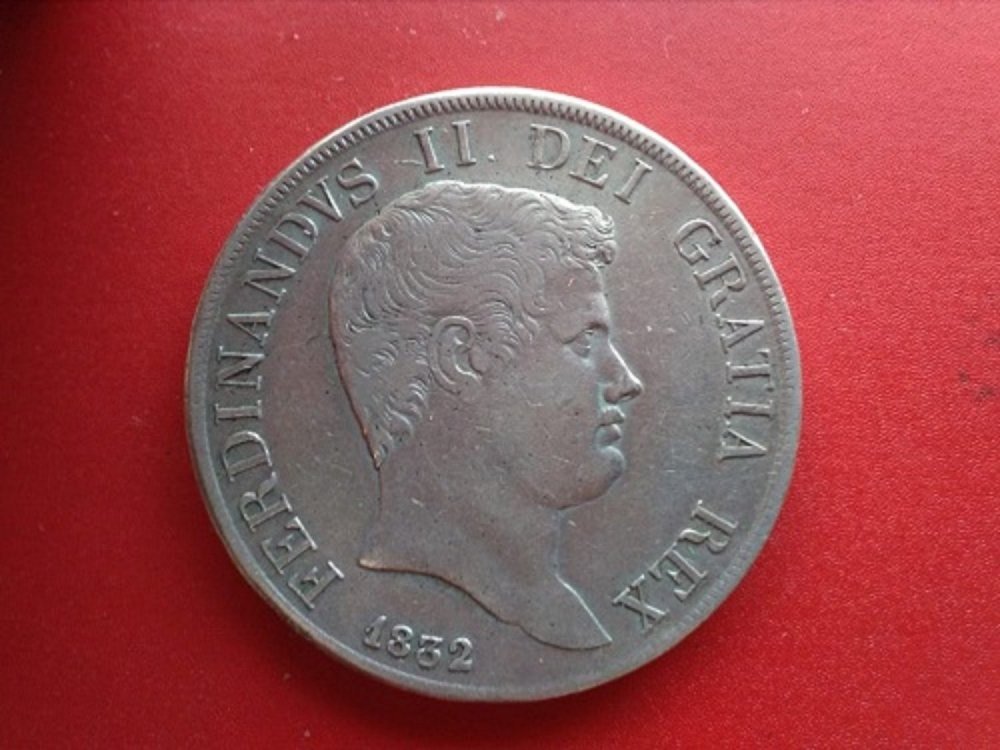 FERDINANDVS II. DEI GRATIA REX
1832